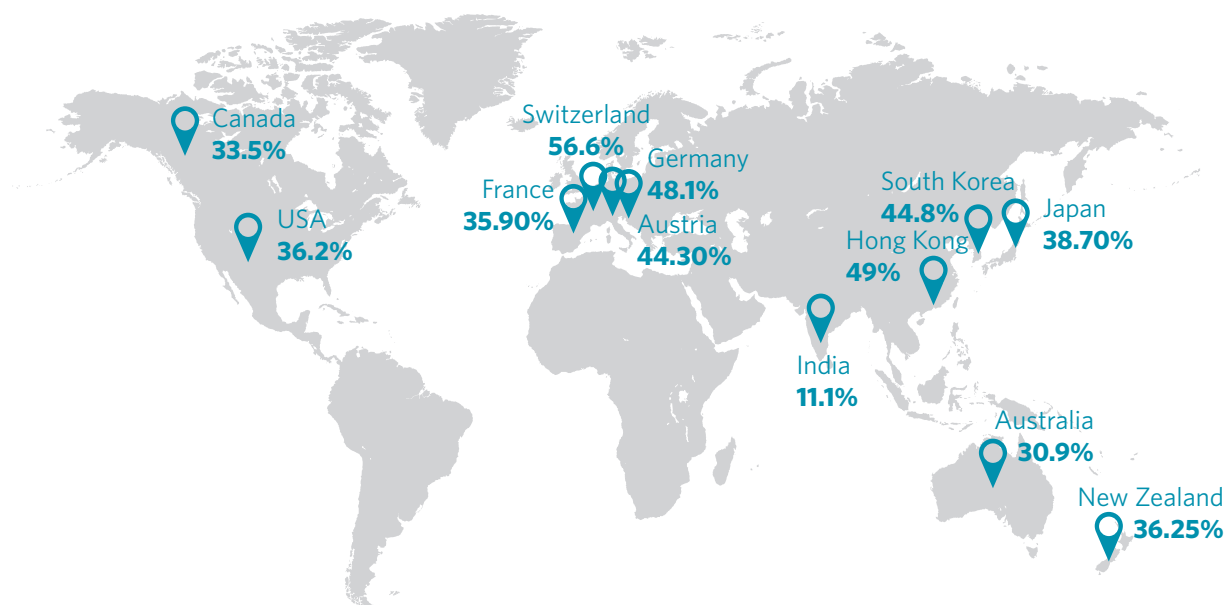 Canada
33.5%
USA
36.2%
Switzerland
56.6%
France
35.90%
Germany
48.1%
Austria
44.30%
South Korea
44.8%
Japan
38.70%
Hong Kong
49%
India
11.1%
Australia
30.9%
New Zealand
36.25%